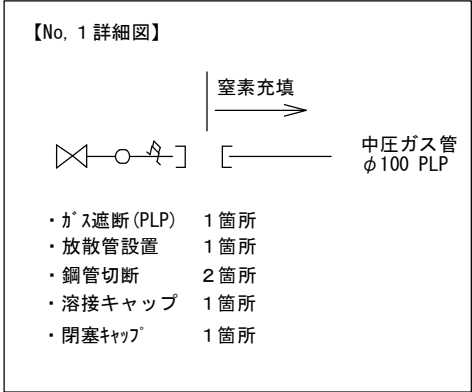 【No, 1詳細図】
窒素充填
中圧ガス管
φ100 PLP
・ｶﾞｽ遮断(PLP) 1箇所
・放散管設置 1箇所
・鋼管切断 2箇所
・溶接キャップ 1箇所
・閉塞ｷｬｯﾌﾟ 1箇所